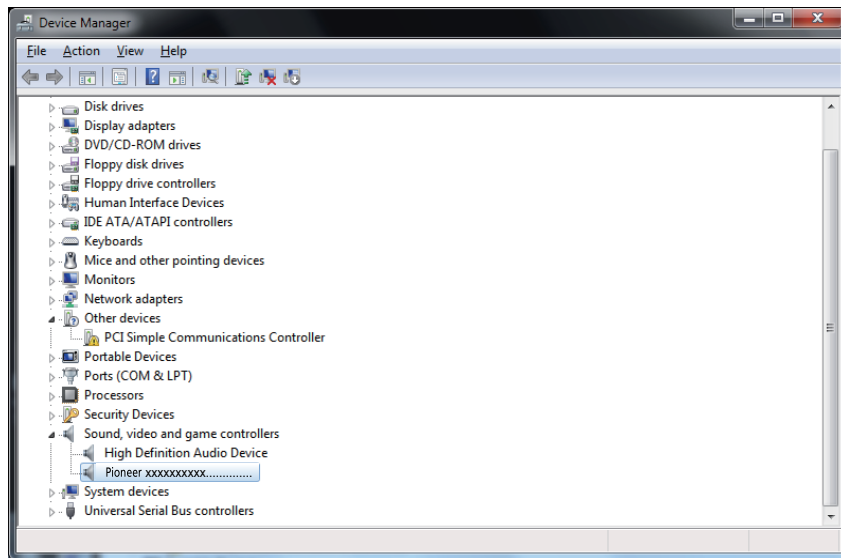 Device Manager
File Action View Help
Disk drives
Display adapters
DVD/CD-ROM drives
Floppy disk drives
Floppy drive controllers
Human Interface Devices
IDE ATA/ATAPI controllers
Keyboards
Mice and other pointing devices
Monitors
Network adapters
Other devices
PCI Simple Communications Controller
Portable Devices
Ports (COM & LPT)
Processors
Security Devices
Sound, video and game controllers
High Definition Audio Device
Pioneer xxxxxxxxxx..............
System devices
Universal Serial Bus controllers